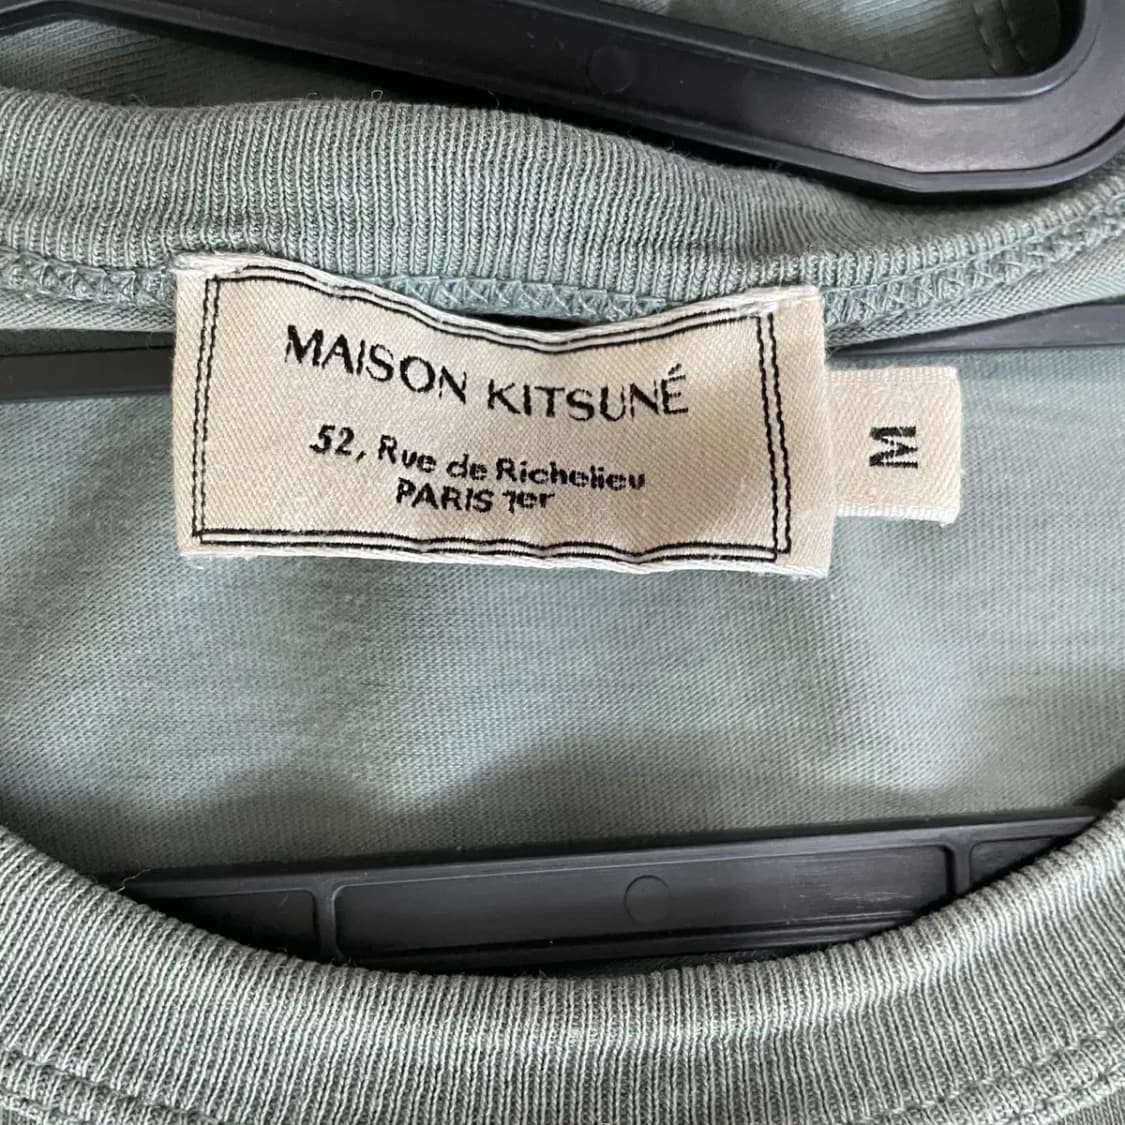 MAISON KITSUNÉ
52, Rue de Richelieu
PARIS 1er
M